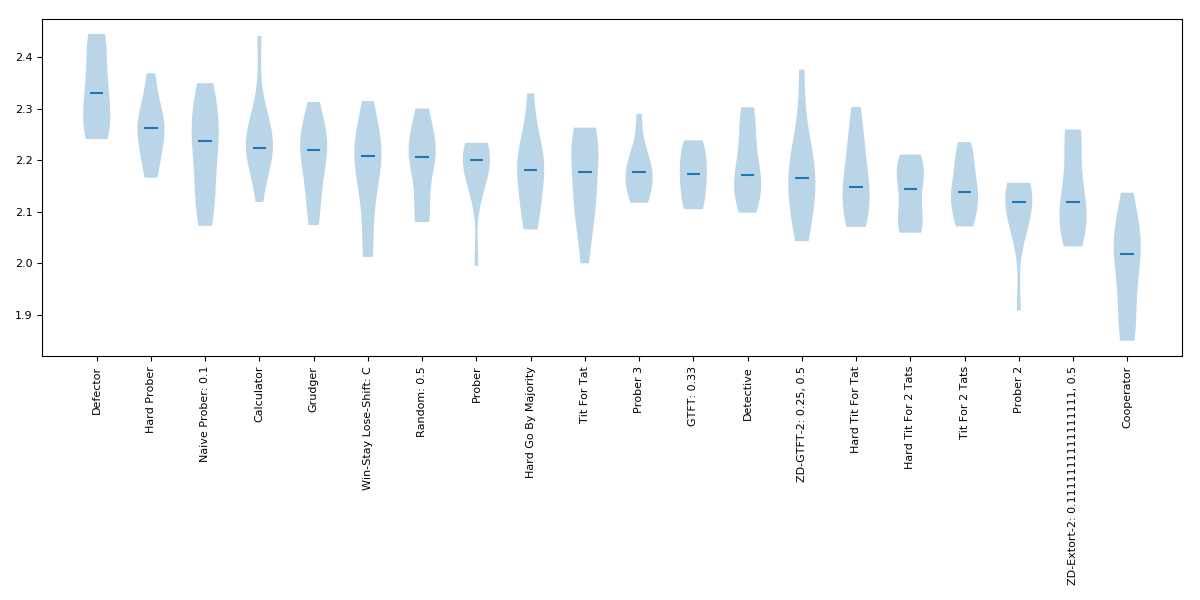 2.4
2.3
2.2
2.1
2.0
1.9
Defector
Hard Prober
Naive Prober: 0.1
Calculator
Grudger
Win-Stay Lose-Shift: C
Random: 0.5
Prober
Hard Go By Majority
Tit For Tat
Prober 3
GTFT: 0.33
Detective
ZD-GTFT-2: 0.25, 0.5
Hard Tit For Tat
Hard Tit For 2 Tats
Tit For 2 Tats
Prober 2
ZD-Extort-2: 0.1111111111111111, 0.5
Cooperator